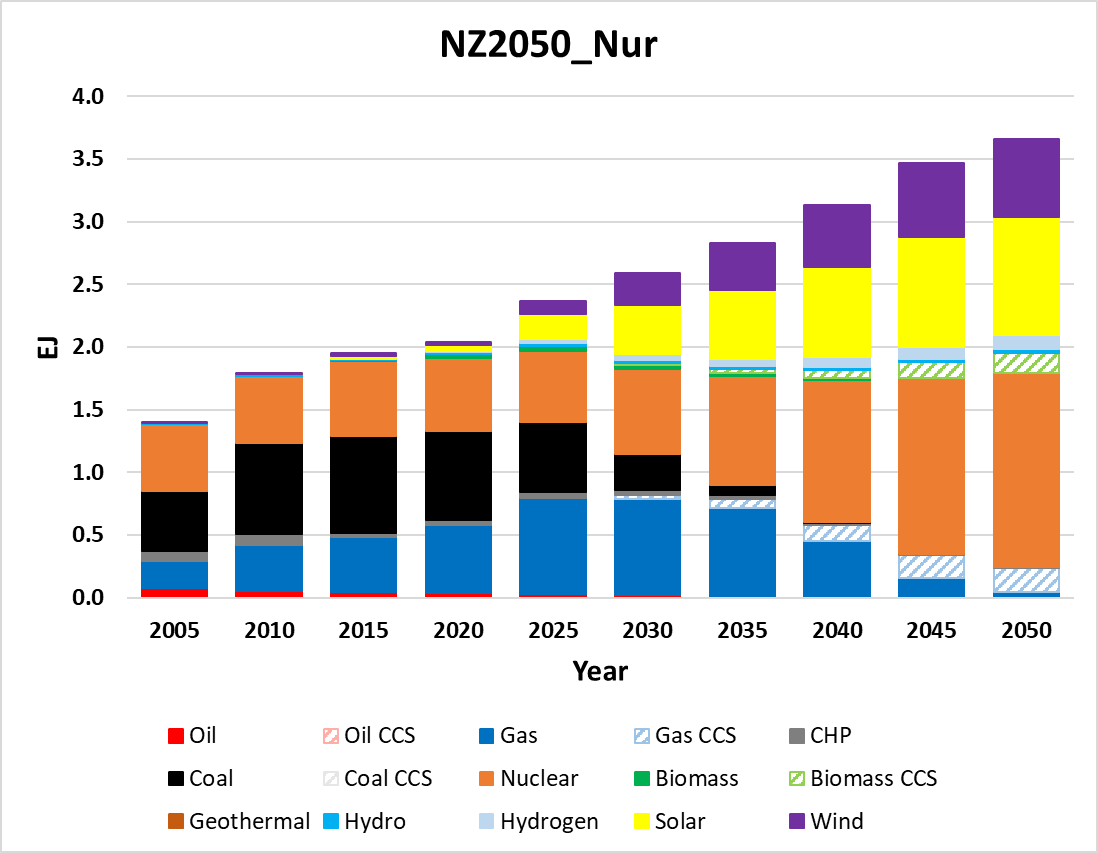 NZ2050_Nur
4.0
3.5
3.0
2.5
2.0
1.5
1.0
0.5
0.0
EJ
2005 2010 2015 2020 2025 2030 2035 2040 2045 2050
Year
Oil Oil CCS Gas Gas CCS CHP
Coal Coal CCS Nuclear Biomass Biomass CCS
Geothermal Hydro Hydrogen Solar Wind